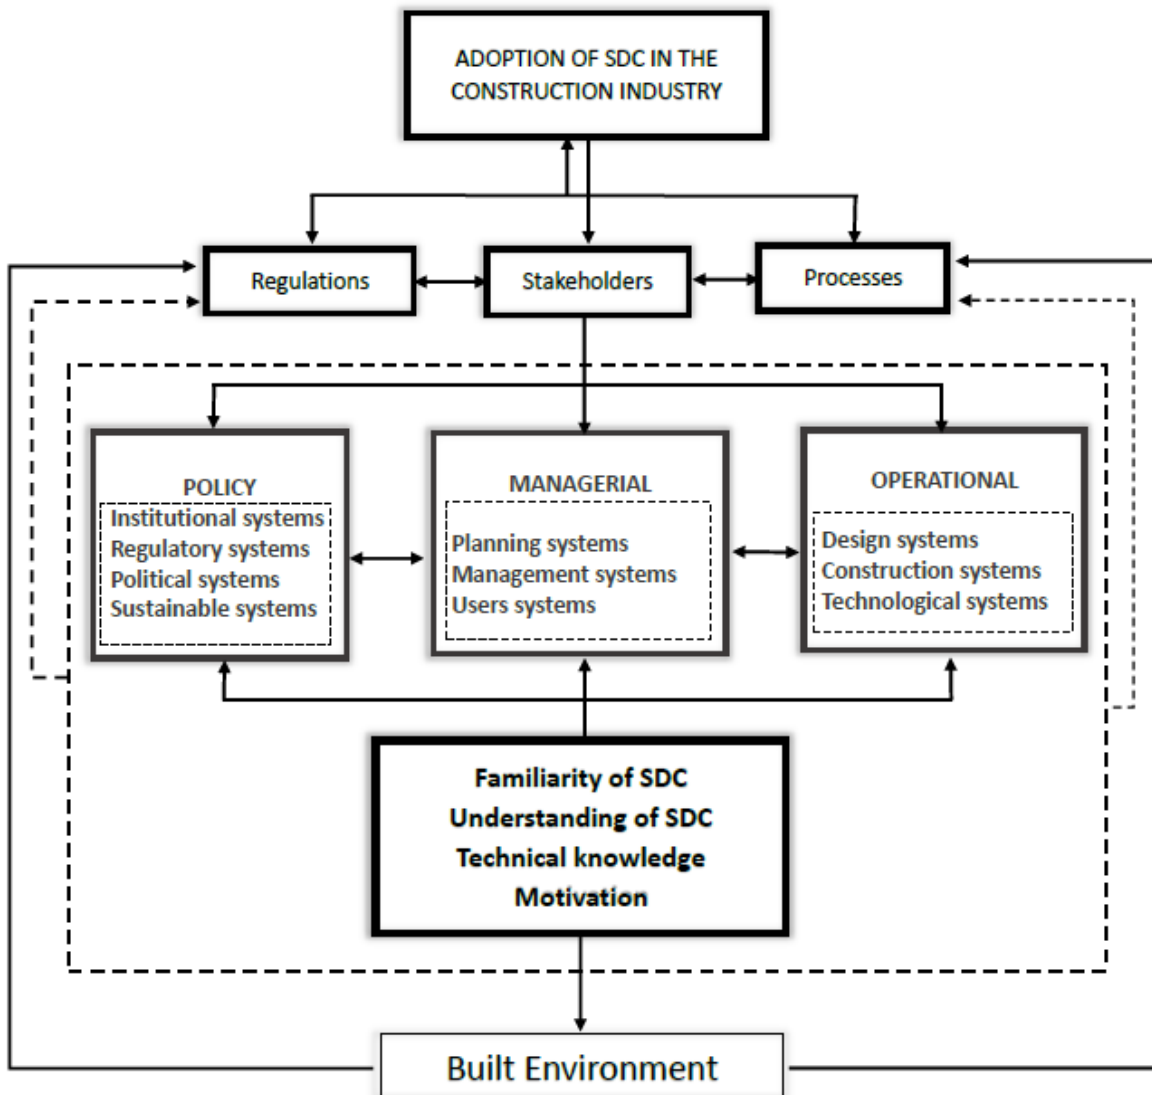 ADOPTION OF SDC IN THE
CONSTRUCTION INDUSTRY
Regulations
Stakeholders
Processes
POLICY
Institutional systems
Regulatory systems
Political systems
Sustainable systems
MANAGERIAL
Planning systems
Management systems
Users systems
OPERATIONAL
Design systems
Construction systems
Technological systems
Familiarity of SDC
Understanding of SDC
Technical knowledge
Motivation
Built Environment